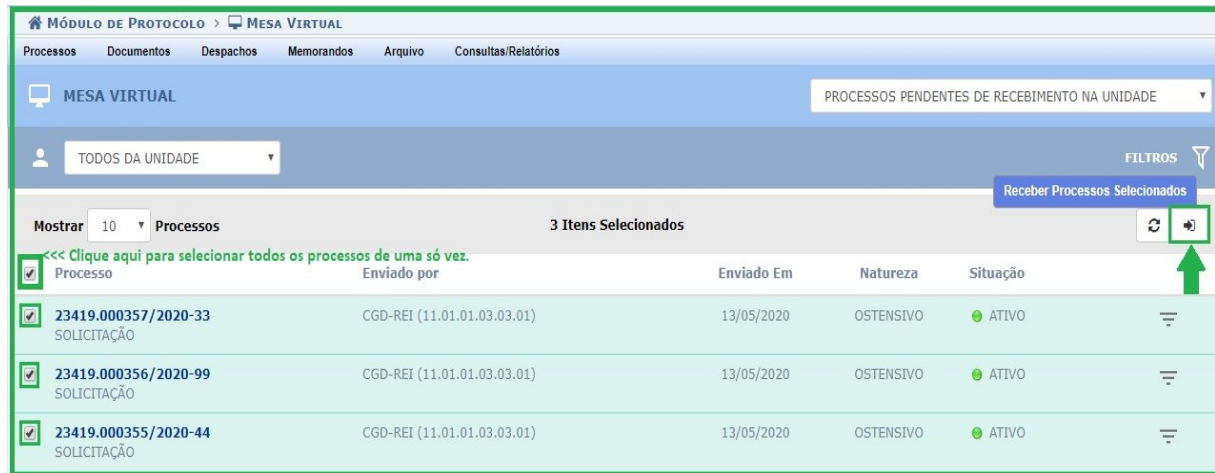 MÓDULO DE PROTOCOLO > MESA VIRTUAL
Processos Documentos Despachos Memorandos Arquivo Consultas/Relatórios
MESA VIRTUAL PROCESSOS PENDENTES DE RECEBIMENTO NA UNIDADE
TODOS DA UNIDADE FILTROS
Receber Processos Selecionados
Mostrar 10 Processos 3 Itens Selecionados
<<< Clique aqui para selecionar todos os processos de uma só vez.
Processo Enviado por Enviado Em Natureza Situação
23419.000357/2020-33 CGD-REI (11.01.01.03.03.01) 13/05/2020 OSTENSIVO ATIVO
SOLICITAÇÃO
23419.000356/2020-99 CGD-REI (11.01.01.03.03.01) 13/05/2020 OSTENSIVO ATIVO
SOLICITAÇÃO
23419.000355/2020-44 CGD-REI (11.01.01.03.03.01) 13/05/2020 OSTENSIVO ATIVO
SOLICITAÇÃO